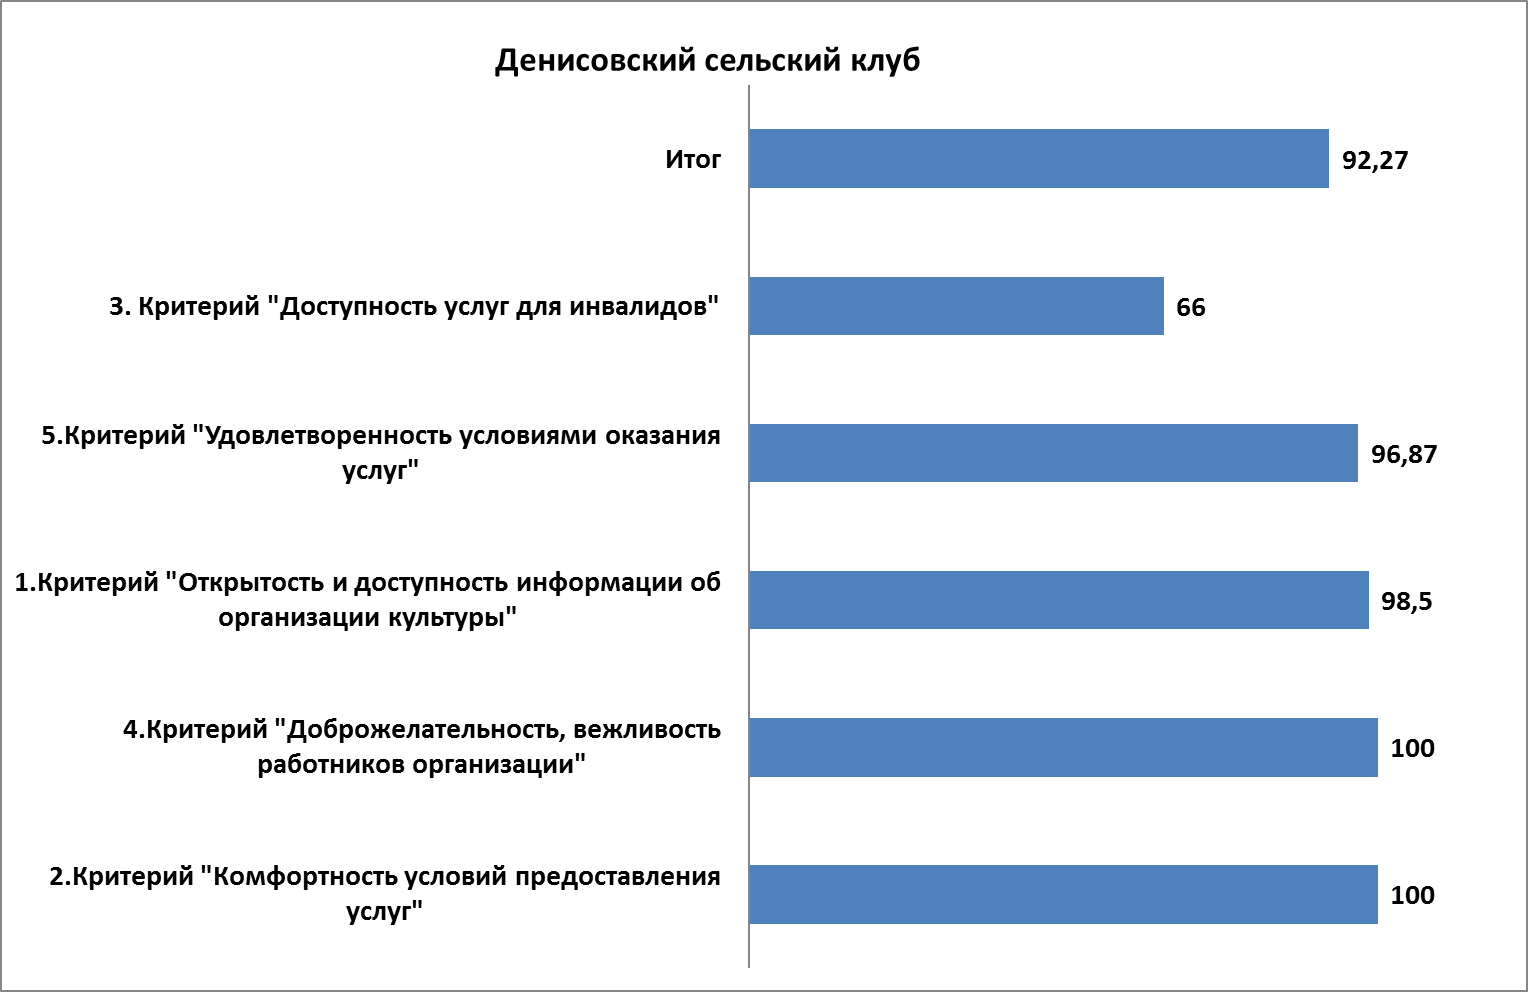 Денисовский сельский клуб
Итог
92,27
3. Критерий "Доступность услуг для инвалидов"
66
5.Критерий "Удовлетворенность условиями оказания
услуг"
96,87
1.Критерий "Открытость и доступность информации об
организации культуры"
98,5
4.Критерий "Доброжелательность, вежливость
работников организации"
100
2.Критерий "Комфортность условий предоставления
услуг"
100